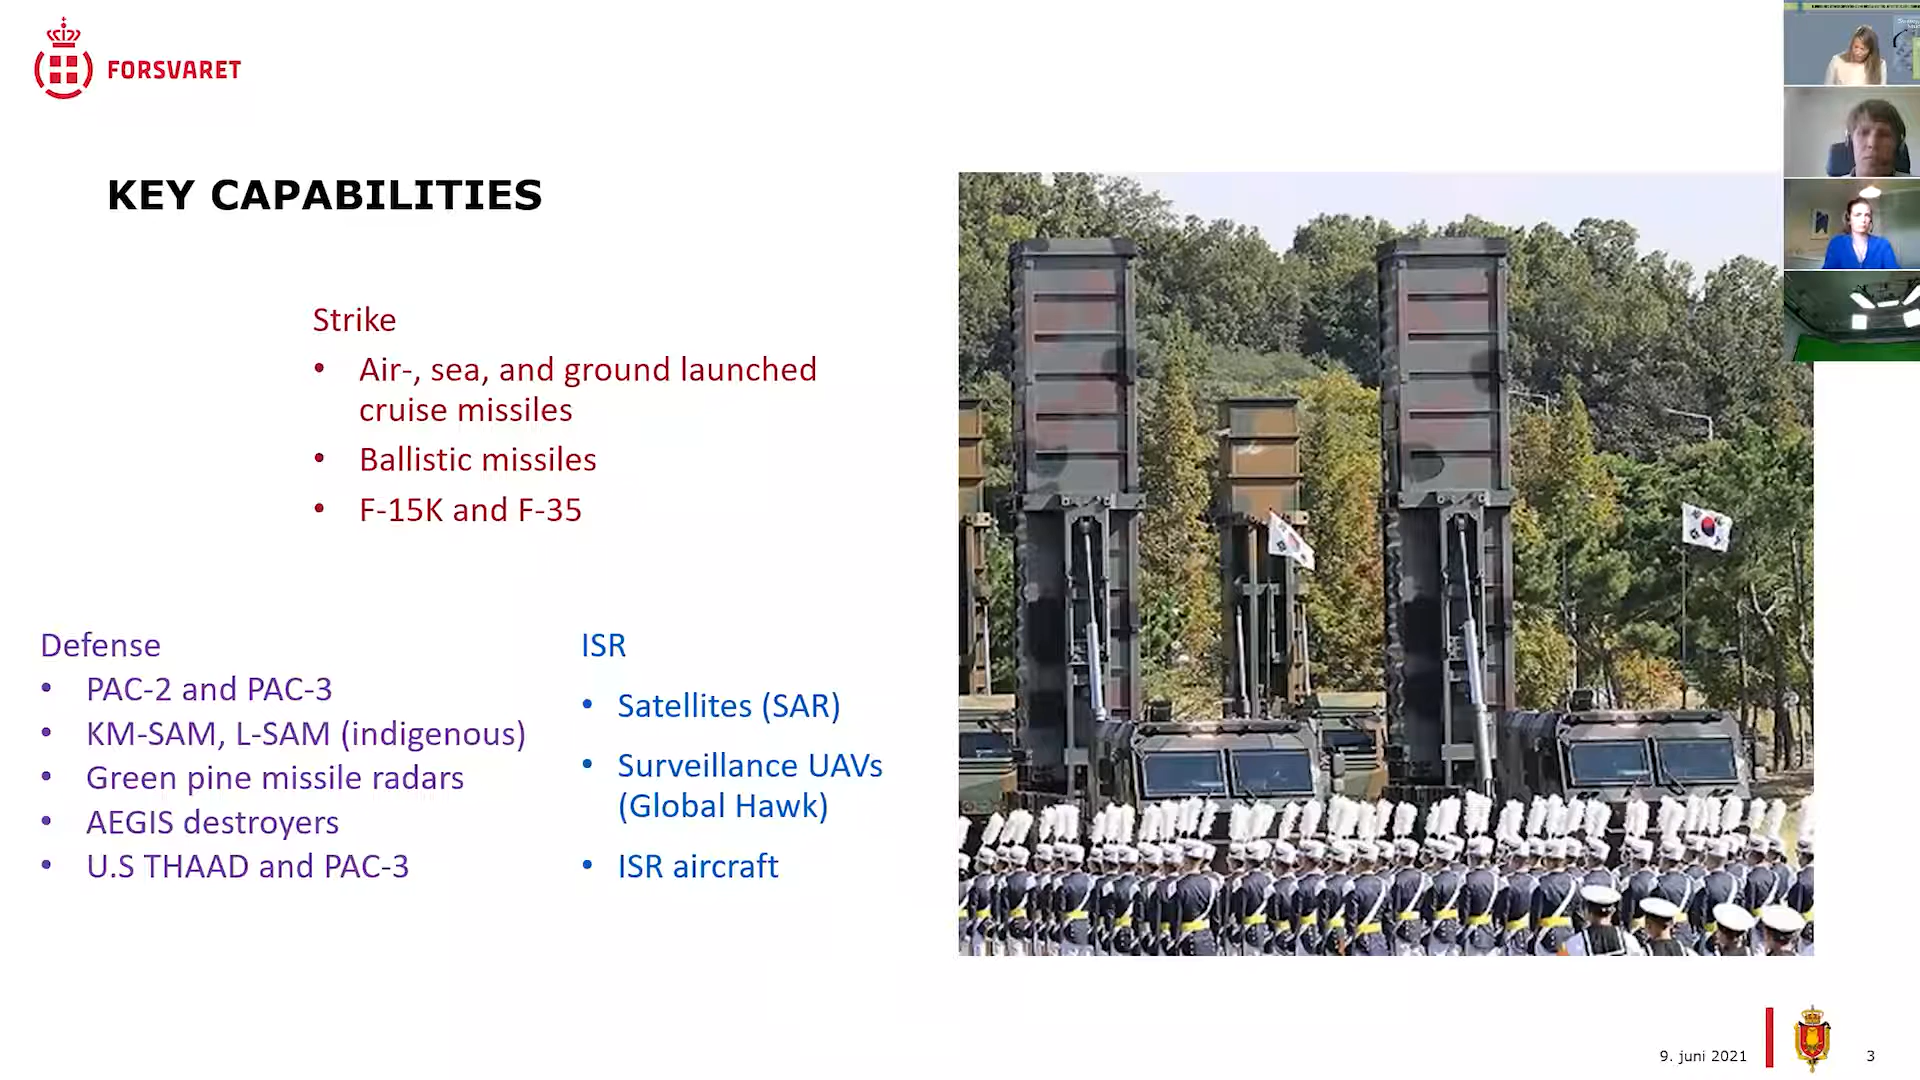 FORSVARET
KEY CAPABILITIES
Strike
• Air-, sea, and ground launched
cruise missiles
• Ballistic missiles
• F-15K and F-35
Defense
• PAC-2 and PAC-3
• KM-SAM, L-SAM (indigenous)
• Green pine missile radars
• AEGIS destroyers
• U.S THAAD and PAC-3
ISR
• Satellites (SAR)
• Surveillance UAVs
(Global Hawk)
• ISR aircraft
9. juni 2021
3